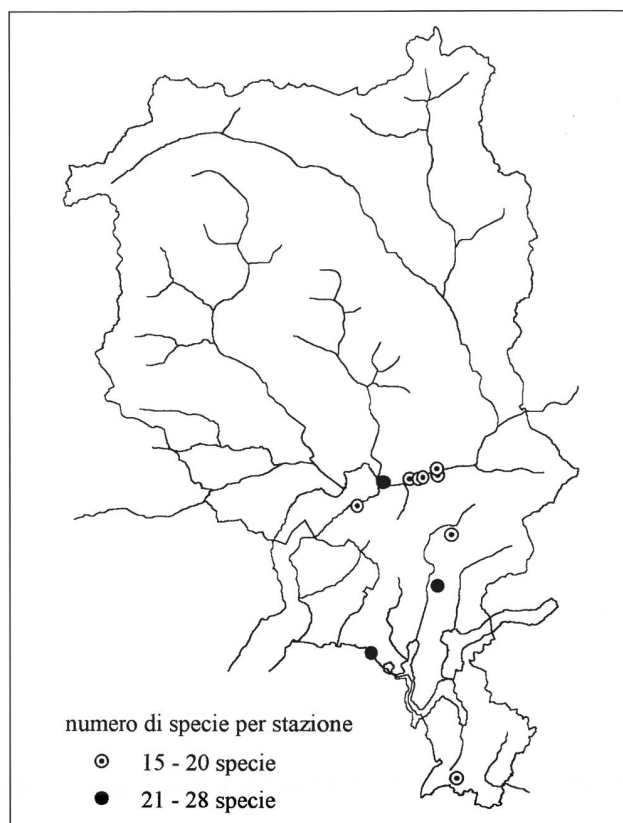 numero di specie per stazione
15 - 20 specie
21 - 28 specie